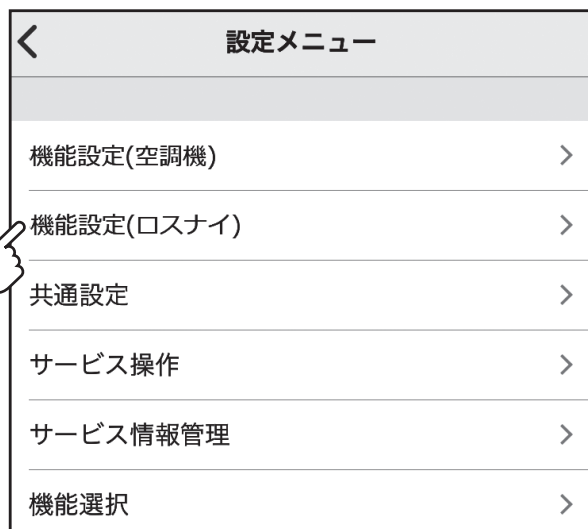 設定メニュー
機能設定(空調機)
機能設定(ロスナイ)
共通設定
サービス操作
サービス情報管理
機能選択